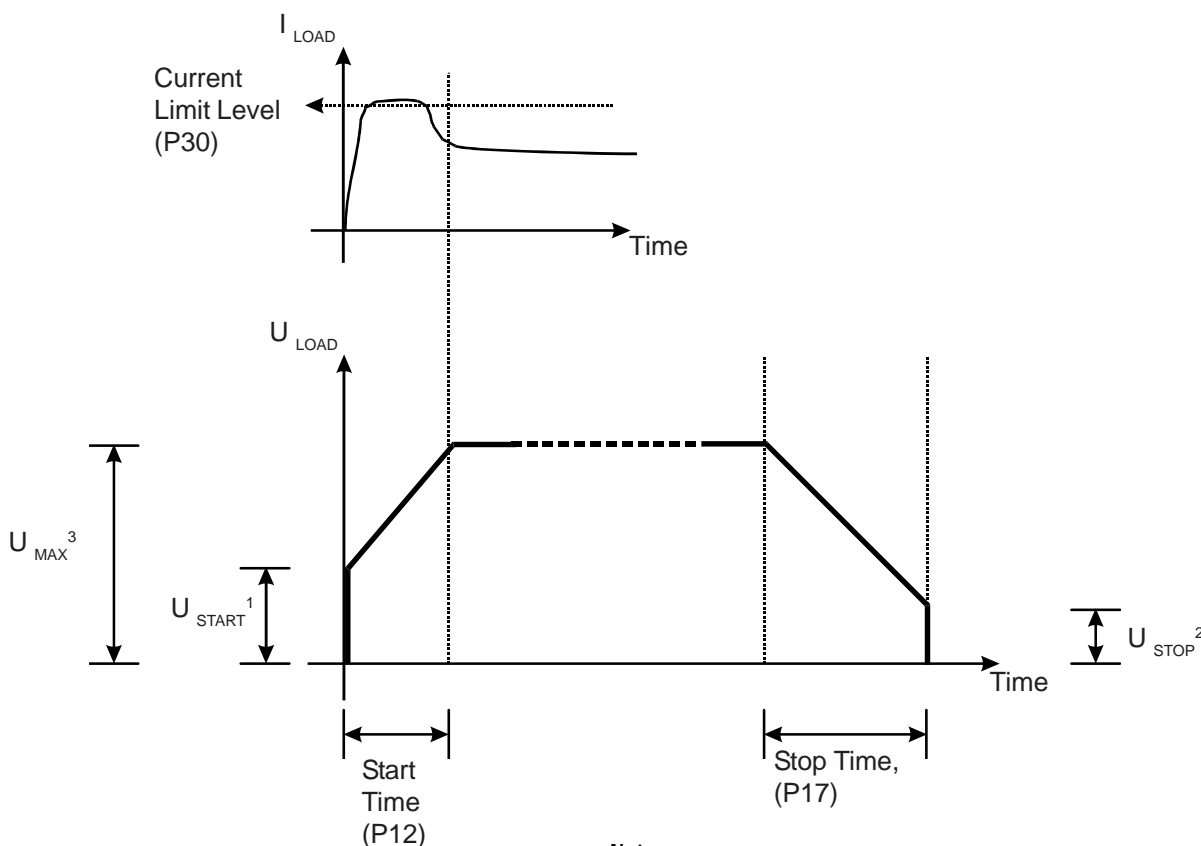 I LOAD
Current
Limit Level
(P30)
Time
U LOAD
U MAX 3
U START 1
U STOP 2
Time
Start
Time
(P12)
Stop Time,
(P17)